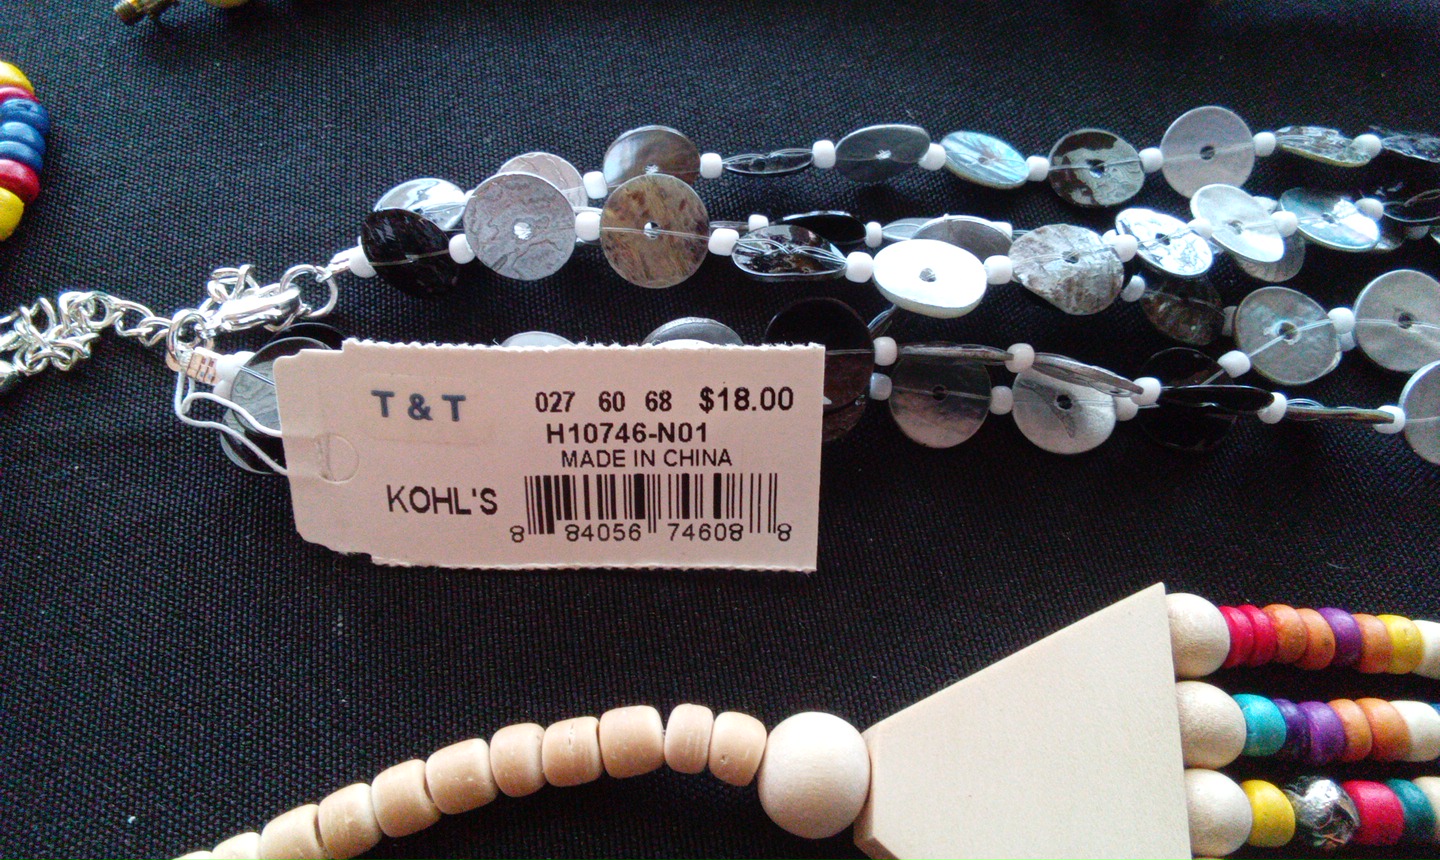 T & T
027 60 68 $18.00
H10746-N01
MADE IN CHINA
KOHL'S
8 84056 74608 8